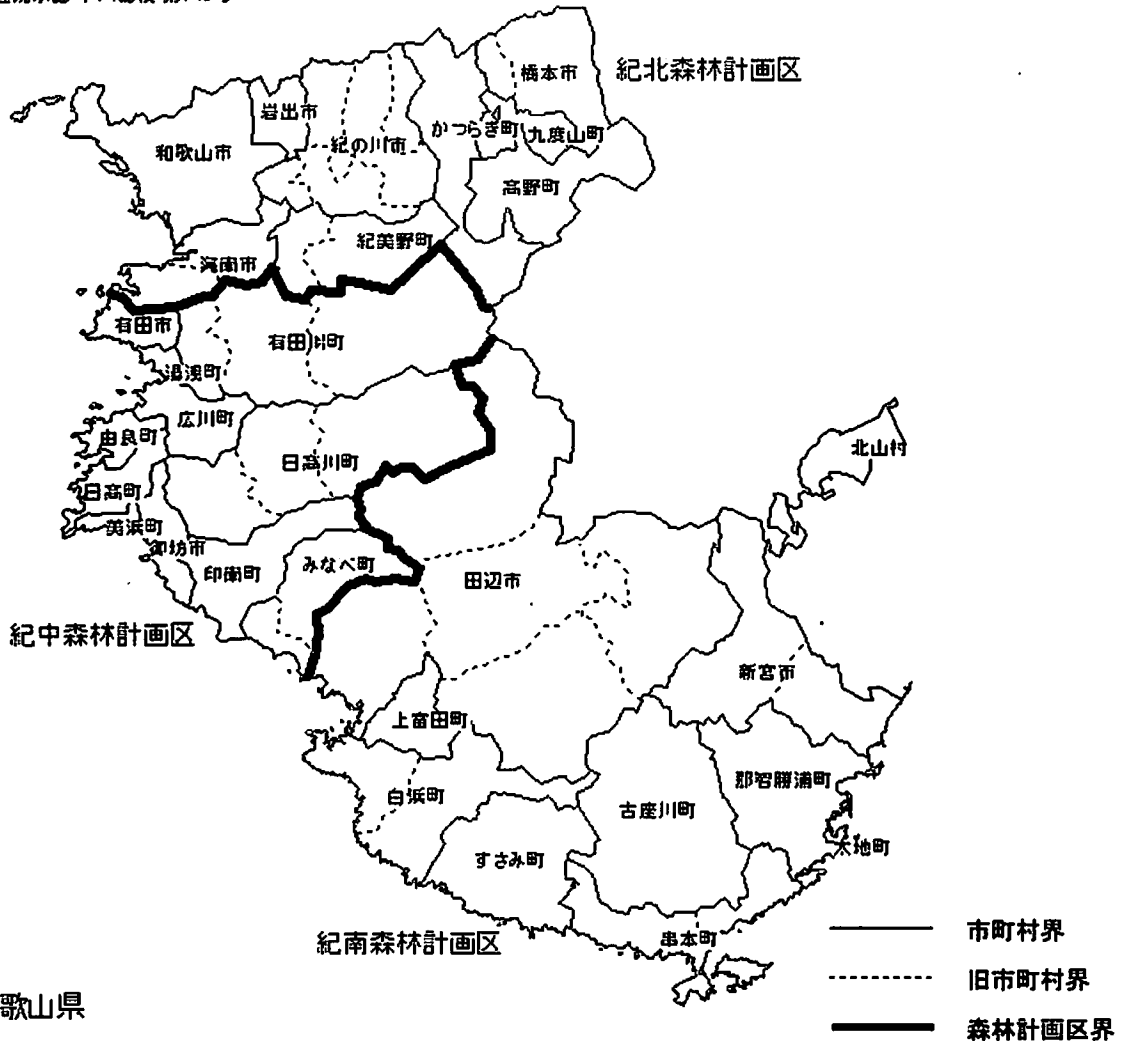 橋本市
紀北森林計画区
岩出市
かつらぎ町
九度山町
紀の川市
和歌山市
高野町
紀美野町
海南市
有田市
有田川町
湯浅町
広川町
由良町
北山村
日高川町
日高町
美浜町
御坊市
印南町
みなべ町
田辺市
紀中森林計画区
新宮市
上富田町
那智勝浦町
白浜町
古座川町
太地町
すさみ町
紀南森林計画区
串本町
市町村界
旧市町村界
歌山県
森林計画区界